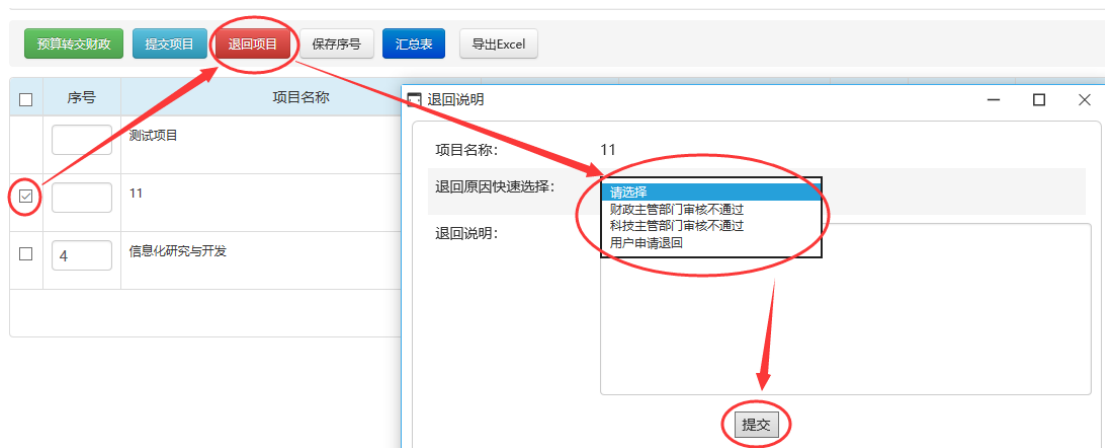 预算转交财政 提交项目 退回项目 保存序号 汇总表 导出Excel
序号 项目名称
测试项目
11
4 信息化研究与开发
退回说明
项目名称： 11
退回原因快速选择： 请选择
财政主管部门审核不通过
科技主管部门审核不通过
用户申请退回
退回说明：
提交